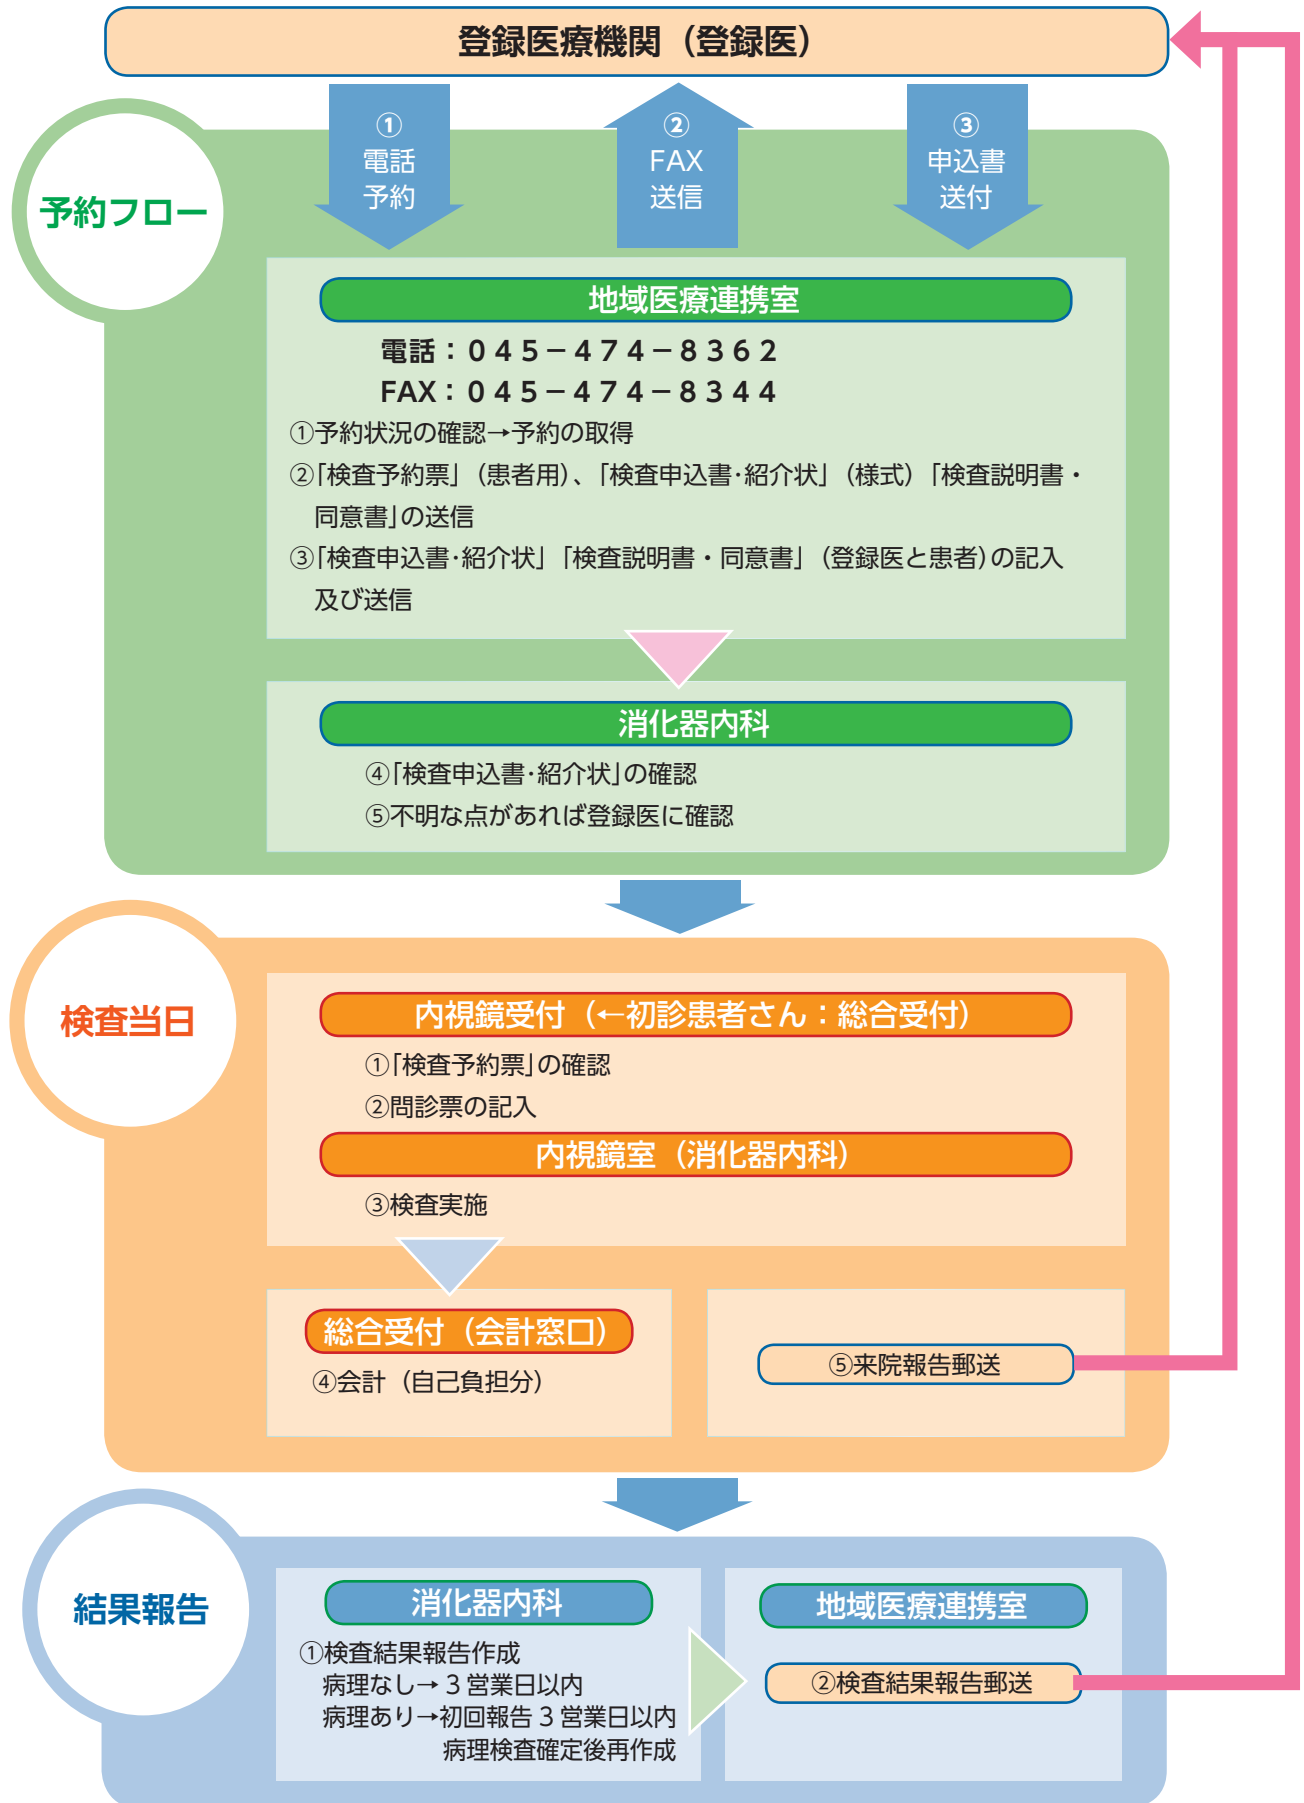 登録医療機関（登録医）
①
電話
予約
②
FAX
送信
③
申込書
送付
予約フロー
地域医療連携室
電話：０４５－４７４－８３６２
FAX：０４５－４７４－８３４４
①予約状況の確認→予約の取得
②「検査予約票」（患者用）、「検査申込書・紹介状」（様式）「検査説明書・
同意書」の送信
③「検査申込書・紹介状」「検査説明書・同意書」（登録医と患者）の記入
及び送信
消化器内科
④「検査申込書・紹介状」の確認
⑤不明な点があれば登録医に確認
検査当日
内視鏡受付（←初診患者さん：総合受付）
①「検査予約票」の確認
②問診票の記入
内視鏡室（消化器内科）
③検査実施
総合受付（会計窓口）
④会計（自己負担分）
⑤来院報告郵送
結果報告
消化器内科
①検査結果報告作成
病理なし→３営業日以内
病理あり→初回報告３営業日以内
病理検査確定後再作成
地域医療連携室
②検査結果報告郵送